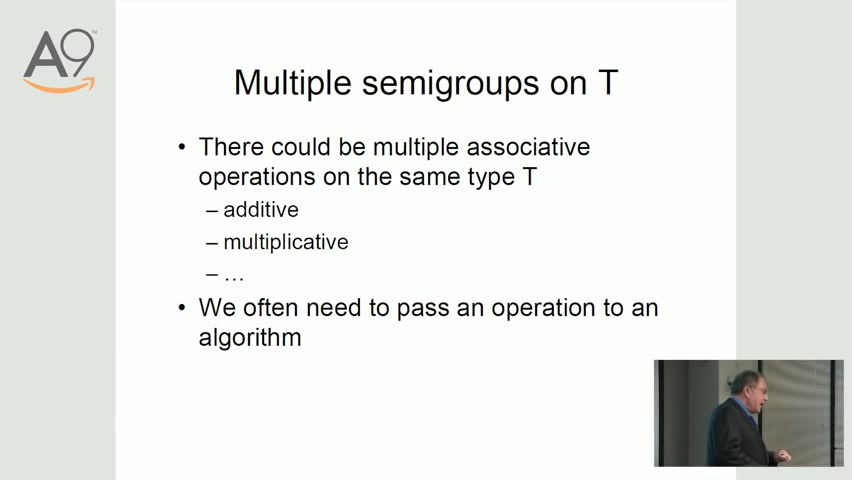 A9™
Multiple semigroups on T
• There could be multiple associative
operations on the same type T
– additive
– multiplicative
– …
• We often need to pass an operation to an
algorithm